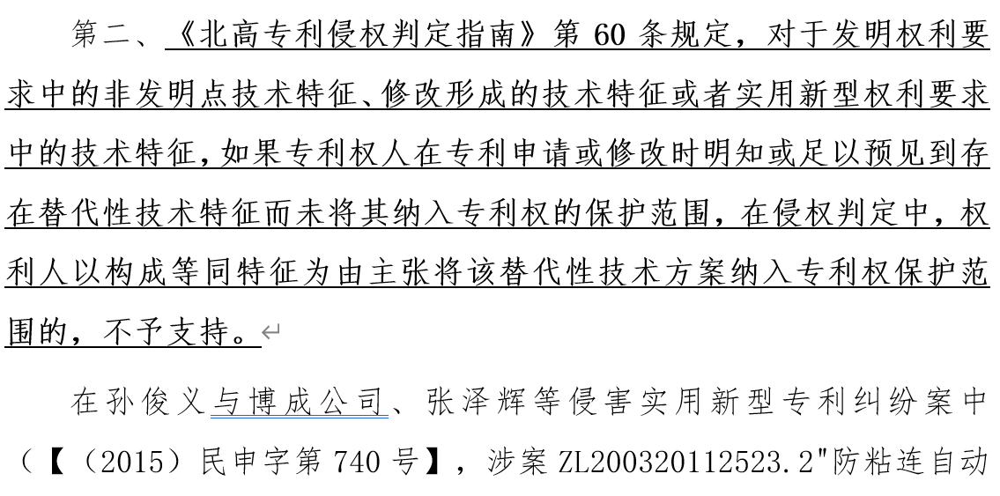 第二、《北高专利侵权判定指南》第 60 条规定，对于发明权利要
求中的非发明点技术特征、修改形成的技术特征或者实用新型权利要求
中的技术特征，如果专利权人在专利申请或修改时明知或足以预见到存
在替代性技术特征而未将其纳入专利权的保护范围，在侵权判定中，权
利人以构成等同特征为由主张将该替代性技术方案纳入专利权保护范
围的，不予支持。↵
在孙俊义与博成公司、张泽辉等侵害实用新型专利纠纷案中
（【（2015）民申字第 740 号】，涉案 ZL200320112523.2"防粘连自动